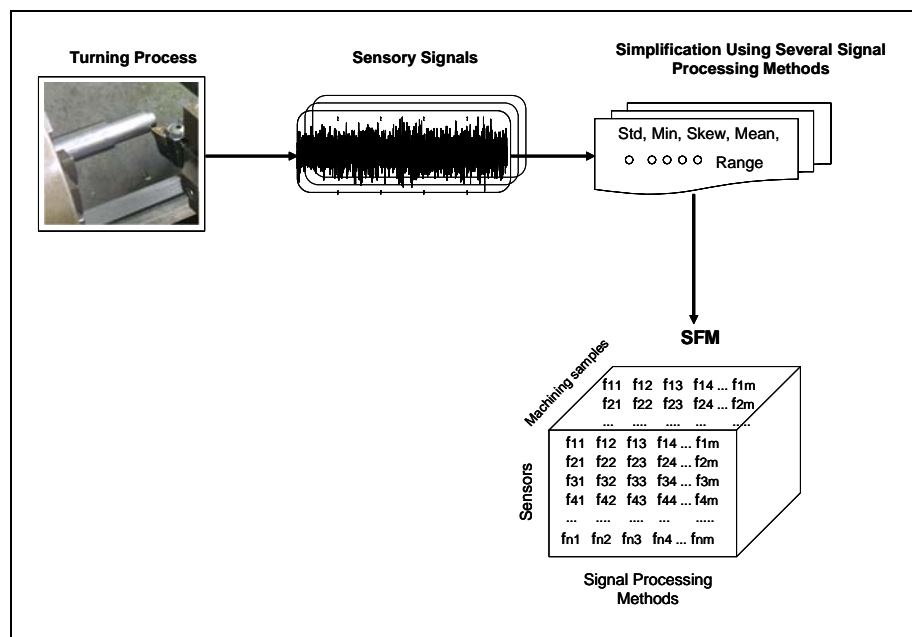 Turning Process
Sensory Signals
Simplification Using Several Signal
Processing Methods
Std, Min, Skew, Mean,
Range
SFM
Machining samples
f11 f12 f13 f14 ... f1m
f21 f22 f23 f24 ... f2m
... .... .... ... .....
f11 f12 f13 f14 ... f1m
f21 f22 f23 f24 ... f2m
f31 f32 f33 f34 ... f3m
f41 f42 f43 f44 ... f4m
... .... .... ... .....
fn1 fn2 fn3 fn4 ... fnm
Sensors
Signal Processing
Methods